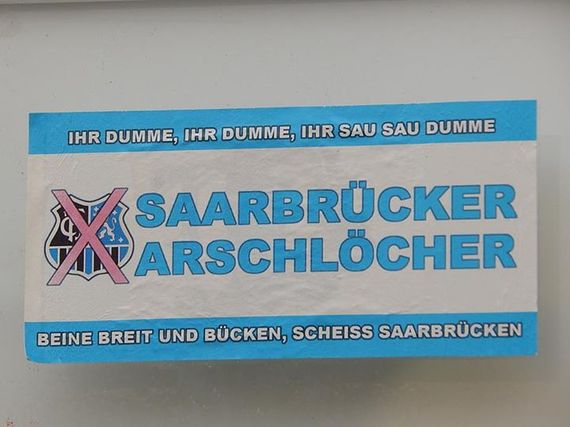 IHR DUMME, IHR DUMME, IHR SAU SAU DUMME
SAARBRÜCKER
ARSCHLÖCHER
BEINE BREIT UND BÜCKEN, SCHEISS SAARBRÜCKEN